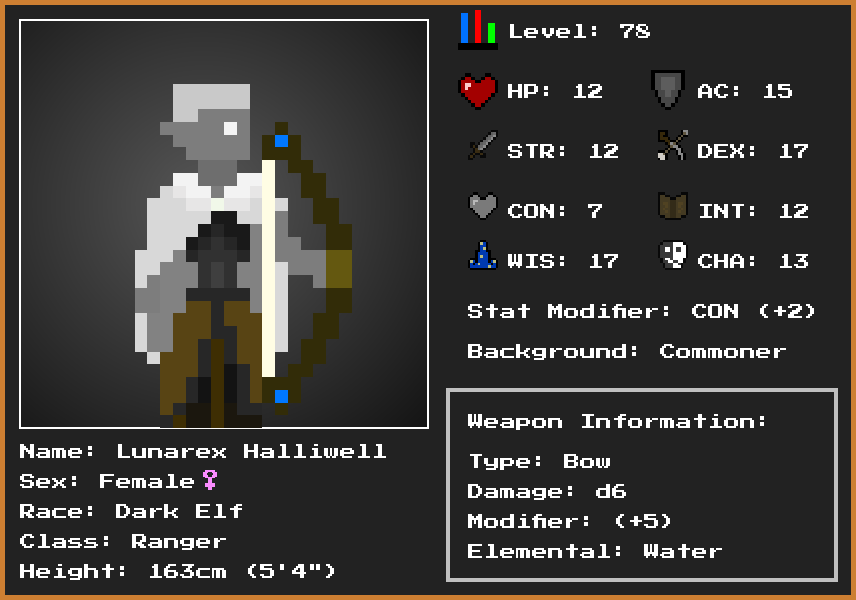 Level: 78
HP: 12
AC: 15
STR: 12
DEX: 17
CON: 7
INT: 12
WIS: 17
CHA: 13
Stat Modifier: CON (+2)
Background: Commoner
Weapon Information:
Type: Bow
Damage: d6
Modifier: (+5)
Elemental: Water
Name: Lunarex Halliwell
Sex: Female♀
Race: Dark Elf
Class: Ranger
Height: 163cm (5'4")